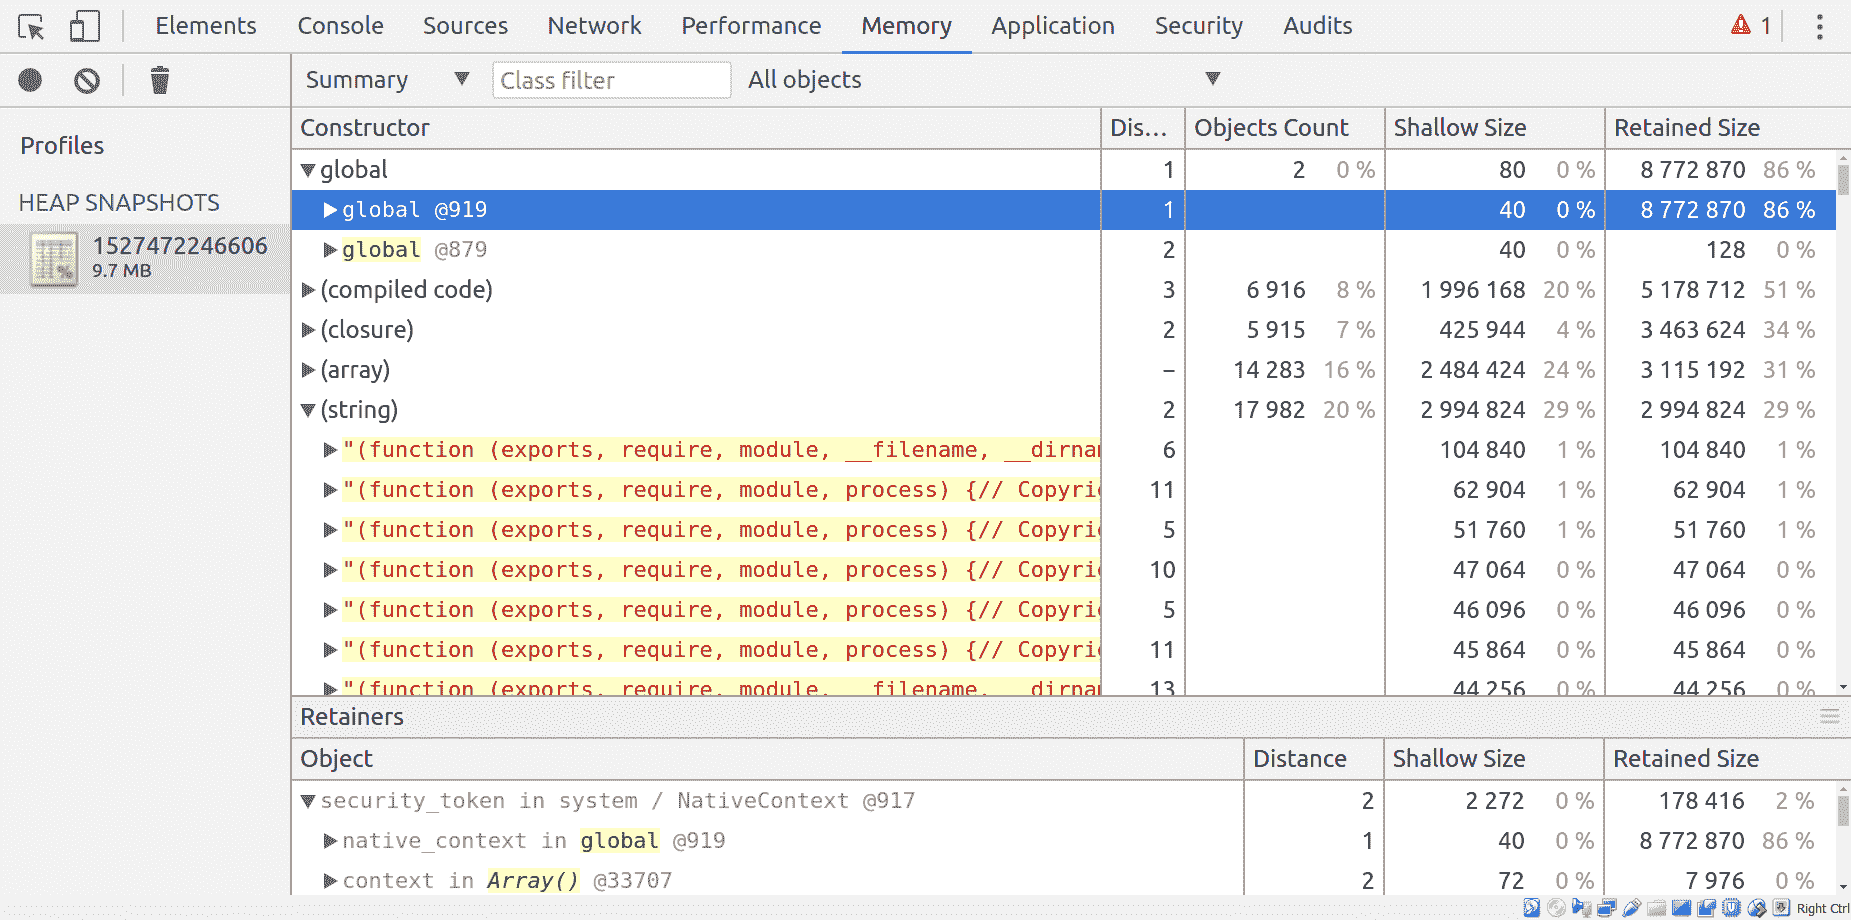 Elements Console Sources Network Performance Memory Application Security Audits 1
Summary Class filter All objects
Profiles
HEAP SNAPSHOTS
1527472246606
9.7 MB
Constructor Dis... Objects Count Shallow Size Retained Size
global 1 2 0 % 80 0 % 8 772 870 86 %
global @919 1 40 0 % 8 772 870 86 %
global @879 2 40 0 % 128 0 %
(compiled code) 3 6 916 8 % 1 996 168 20 % 5 178 712 51 %
(closure) 2 5 915 7 % 425 944 4 % 3 463 624 34 %
(array) – 14 283 16 % 2 484 424 24 % 3 115 192 31 %
(string) 2 17 982 20 % 2 994 824 29 % 2 994 824 29 %
"(function (exports, require, module, __filename, __dirnam 6 104 840 1 % 104 840 1 %
"(function (exports, require, module, process) {// Copyri 11 62 904 1 % 62 904 1 %
"(function (exports, require, module, process) {// Copyri 5 51 760 1 % 51 760 1 %
"(function (exports, require, module, process) {// Copyri 10 47 064 0 % 47 064 0 %
"(function (exports, require, module, process) {// Copyri 5 46 096 0 % 46 096 0 %
"(function (exports, require, module, process) {// Copyri 11 45 864 0 % 45 864 0 %
"(function (exports, require, module, __filename, __dirnam 13 44 256 0 % 44 256 0 %
Retainers
Object Distance Shallow Size Retained Size
security_token in system / NativeContext @917 2 2 272 0 % 178 416 2 %
native_context in global @919 1 40 0 % 8 772 870 86 %
context in Array() @33707 2 72 0 % 7 976 0 %
Right Ctrl